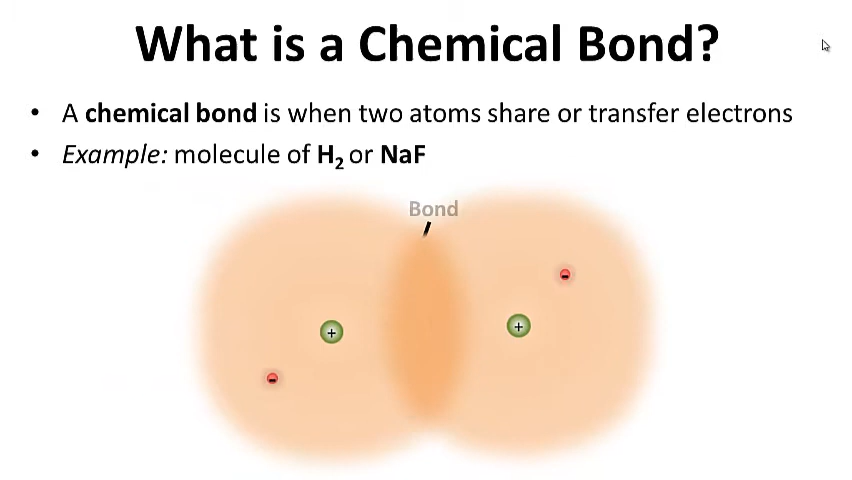 What is a Chemical Bond?
• A chemical bond is when two atoms share or transfer electrons
• Example: molecule of H₂ or NaF
Bond
+ +
- -